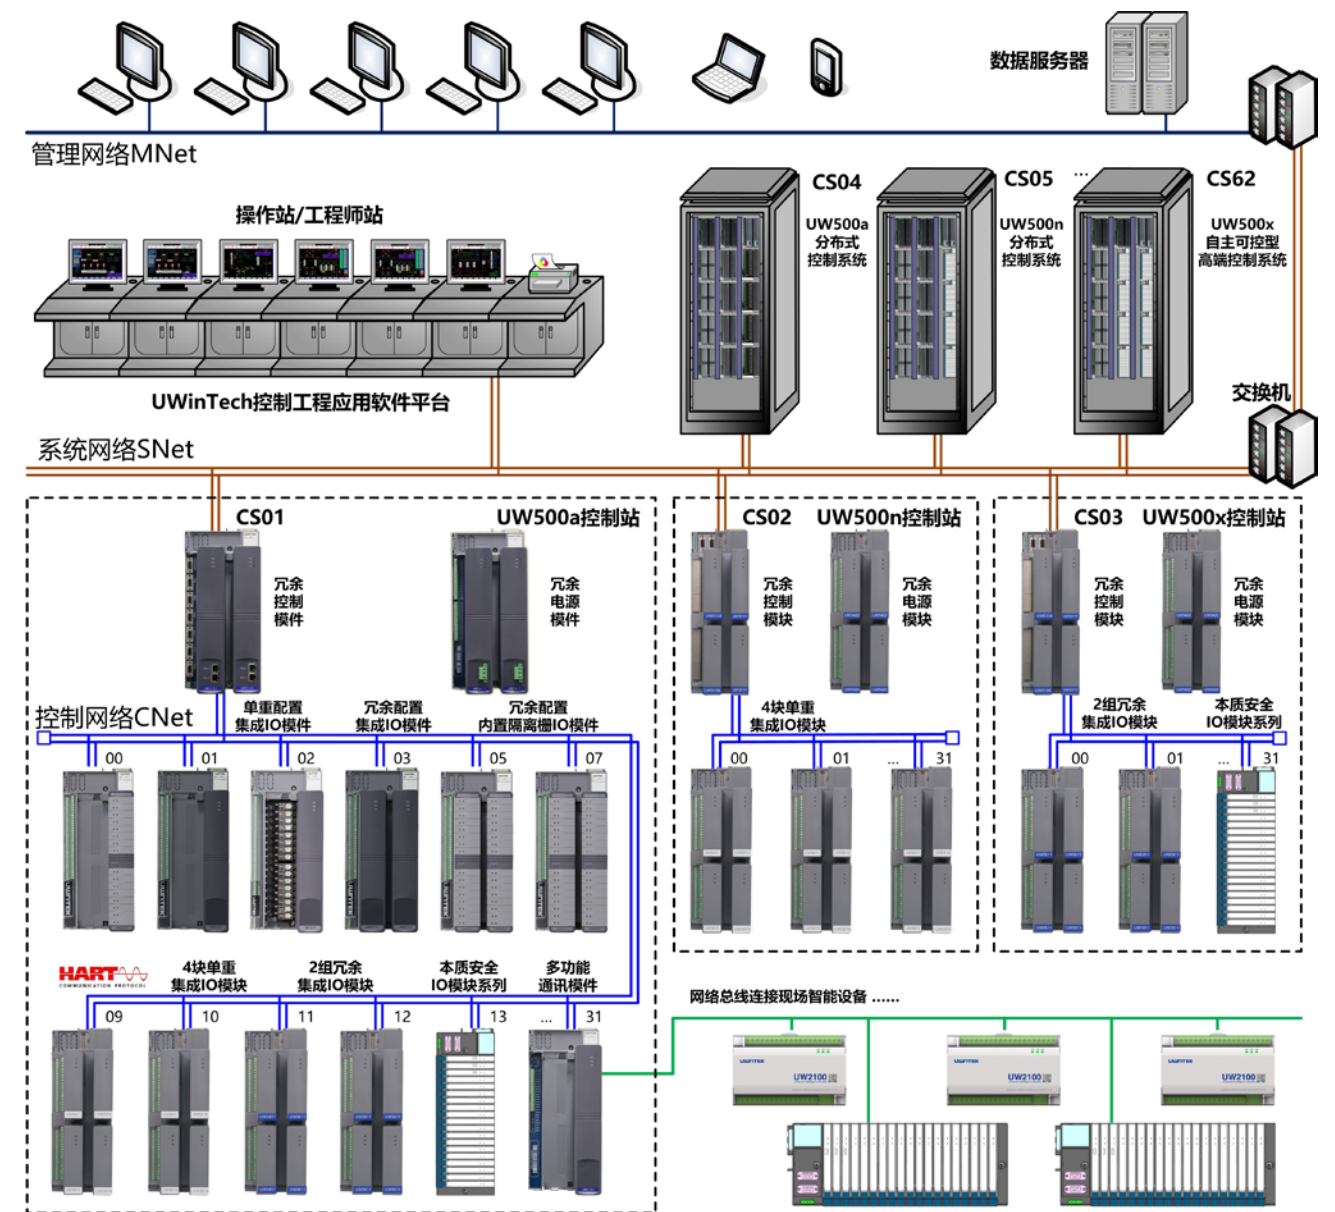 数据服务器
管理网络MNet
操作站/工程师站
CS04
UW500a
分布式
控制系统
CS05
UW500n
分布式
控制系统
...
CS62
UW500x
自主可控型
高端控制系统
UWinTech控制工程应用软件平台
交换机
系统网络SNet
CS01
UW500a控制站
冗余
控制
模件
冗余
电源
模件
CS02
UW500n控制站
冗余
控制
模块
冗余
电源
模块
CS03
UW500x控制站
冗余
控制
模块
冗余
电源
模块
控制网络CNet
单重配置
集成IO模件
冗余配置
集成IO模件
冗余配置
内置隔离栅IO模件
00
01
02
03
05
07
4块单重
集成IO模块
00
01
...
31
2组冗余
集成IO模块
本质安全
IO模块系列
00
01
...
31
HART
COMMUNICATION PROTOCOL
4块单重
集成IO模块
2组冗余
集成IO模块
本质安全
IO模块系列
多功能
通讯模件
09
10
11
12
13
...
31
网络总线连接现场智能设备 ......
UWNTEK
UW2100
UWNTEK
UW2100
UWNTEK
UW2100